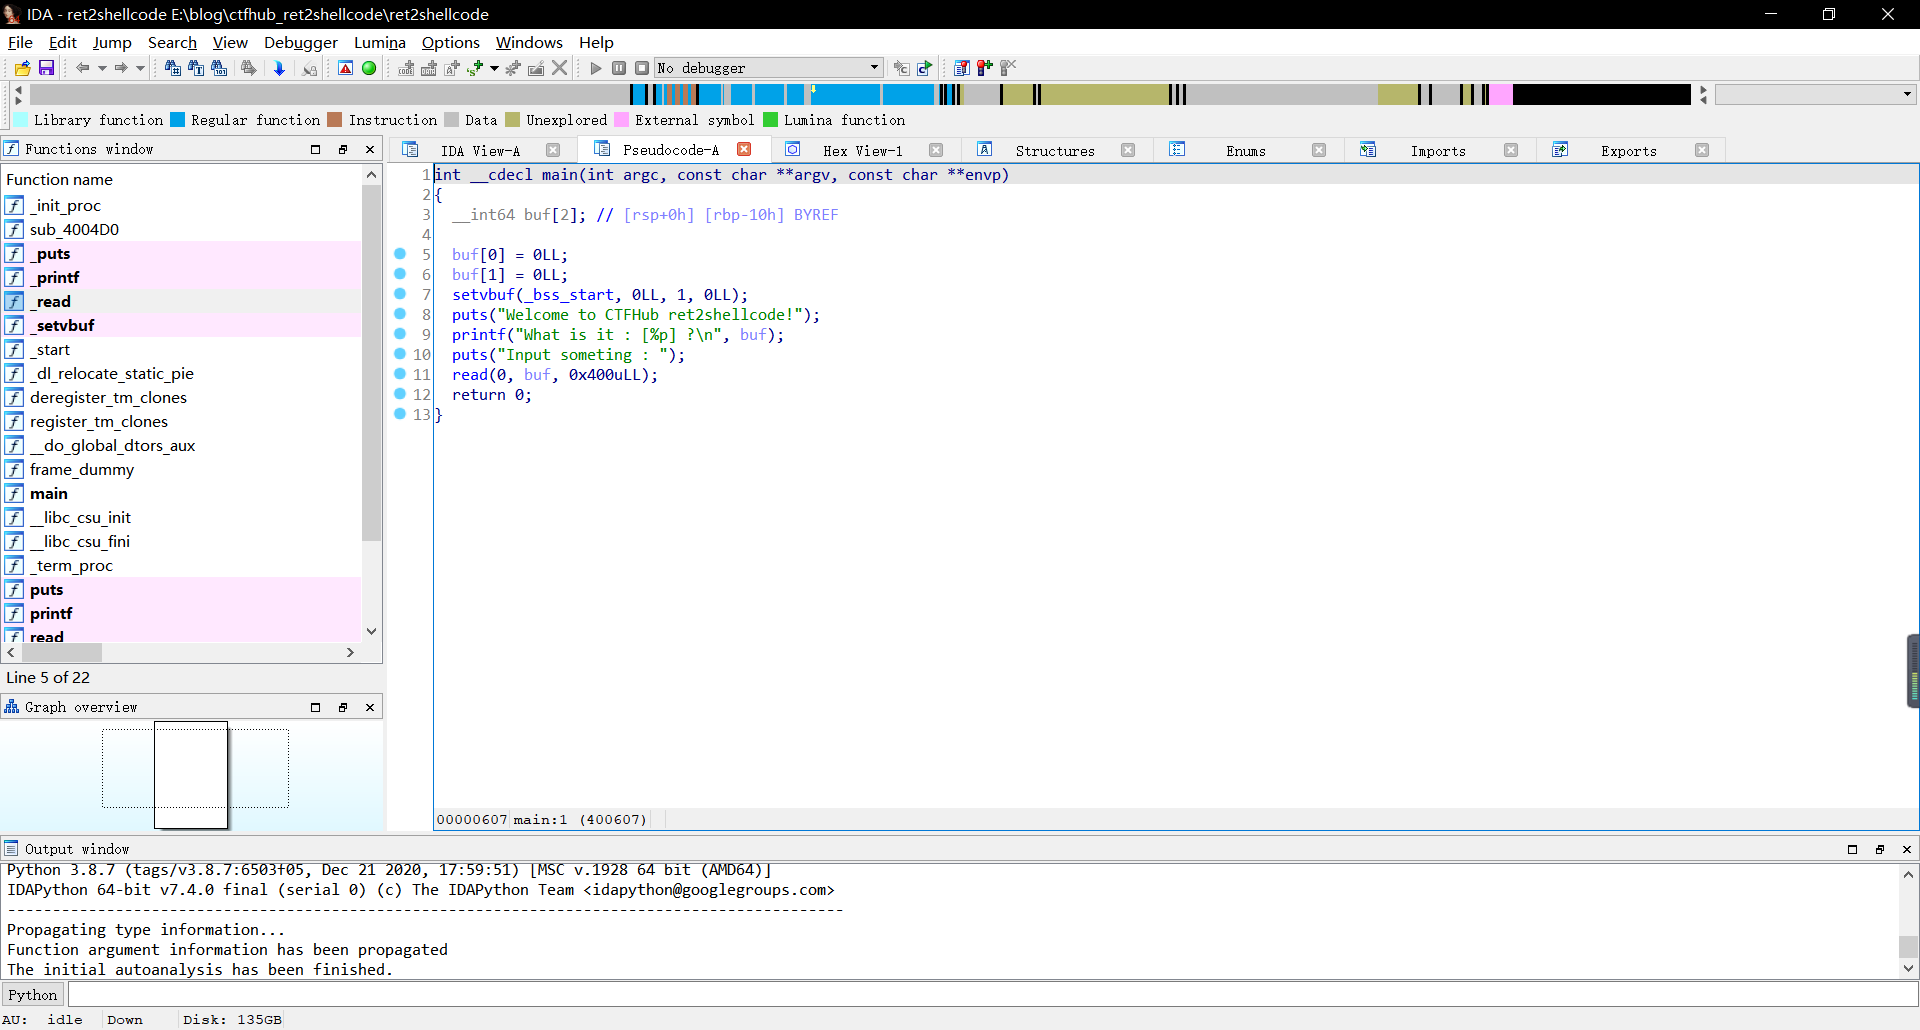 IDA - ret2shellcode E:\blog\ctfhub_ret2shellcode\ret2shellcode
File Edit Jump Search View Debugger Lumina Options Windows Help
No debugger
Library function Regular function Instruction Data Unexplored External symbol Lumina function
Functions window
IDA View-A Pseudocode-A Hex View-1 Structures Enums Imports Exports
Function name
_init_proc
sub_4004D0
_puts
_printf
_read
_setvbuf
_start
_dl_relocate_static_pie
deregister_tm_clones
register_tm_clones
__do_global_dtors_aux
frame_dummy
main
__libc_csu_init
__libc_csu_fini
_term_proc
puts
printf
read
Line 5 of 22
Graph overview
1 int __cdecl main(int argc, const char **argv, const char **envp)
2 {
3 __int64 buf[2]; // [rsp+0h] [rbp-10h] BYREF
4
5 buf[0] = 0LL;
6 buf[1] = 0LL;
7 setvbuf(_bss_start, 0LL, 1, 0LL);
8 puts("Welcome to CTFHub ret2shellcode!");
9 printf("What is it : [%p] ?\n", buf);
10 puts("Input someting : ");
11 read(0, buf, 0x400uLL);
12 return 0;
13 }
00000607 main:1 (400607)
Output window
Python 3.8.7 (tags/v3.8.7:6503f05, Dec 21 2020, 17:59:51) [MSC v.1928 64 bit (AMD64)]
IDAPython 64-bit v7.4.0 final (serial 0) (c) The IDAPython Team <idapython@googlegroups.com>
---------------------------------------------------------------------------------------------
Propagating type information...
Function argument information has been propagated
The initial autoanalysis has been finished.
Python
AU: idle Down Disk: 135GB